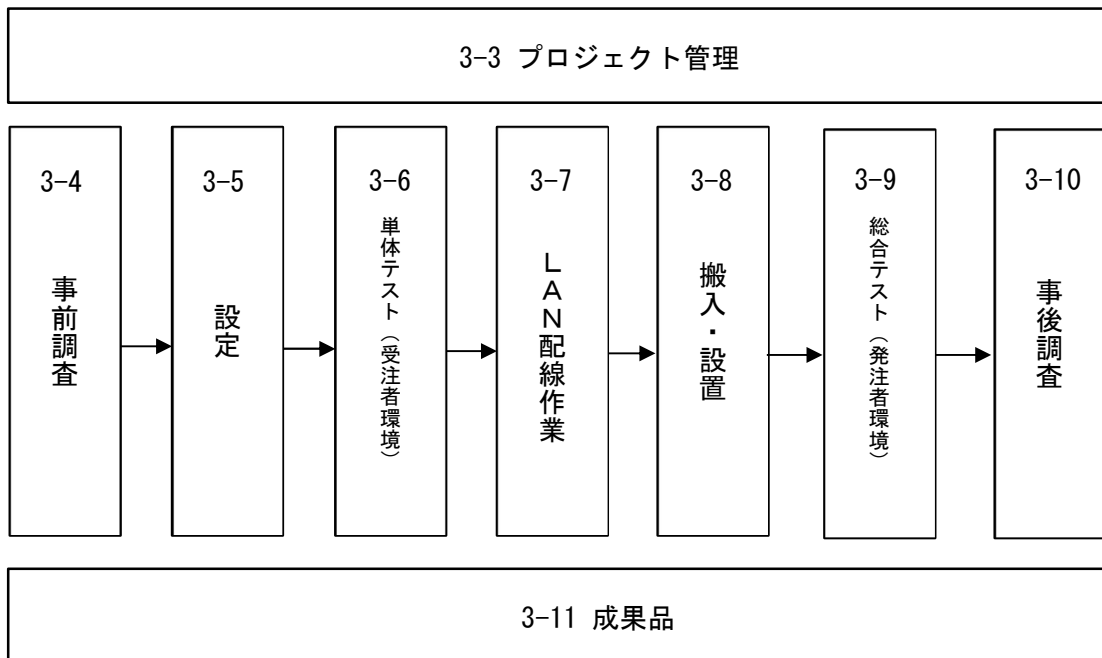 3-3 プロジェクト管理
3-4
事前調査
3-5
設定
3-6
単体テスト（受注者環境）
3-7
ＬＡＮ配線作業
3-8
搬入・設置
3-9
総合テスト（発注者環境）
3-10
事後調査
3-11 成果品